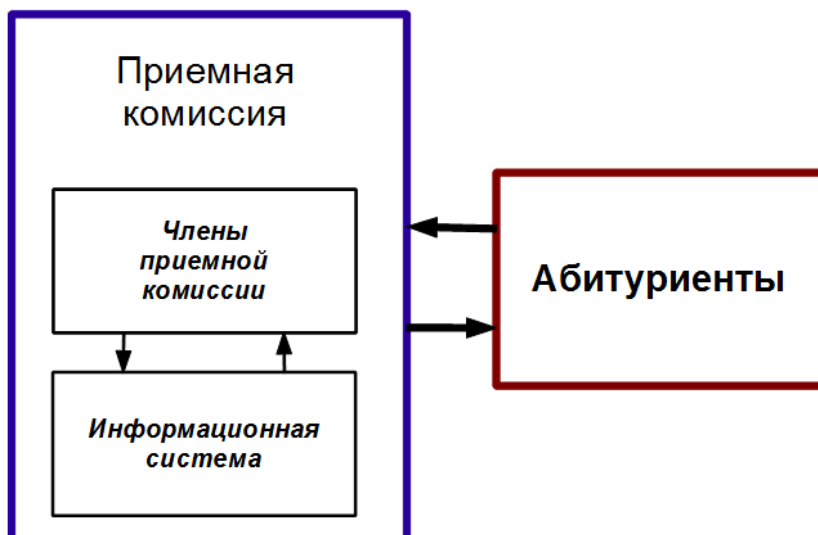 Приемная
комиссия
Члены
приемной
комиссии
Абитуриенты
Информационная
система